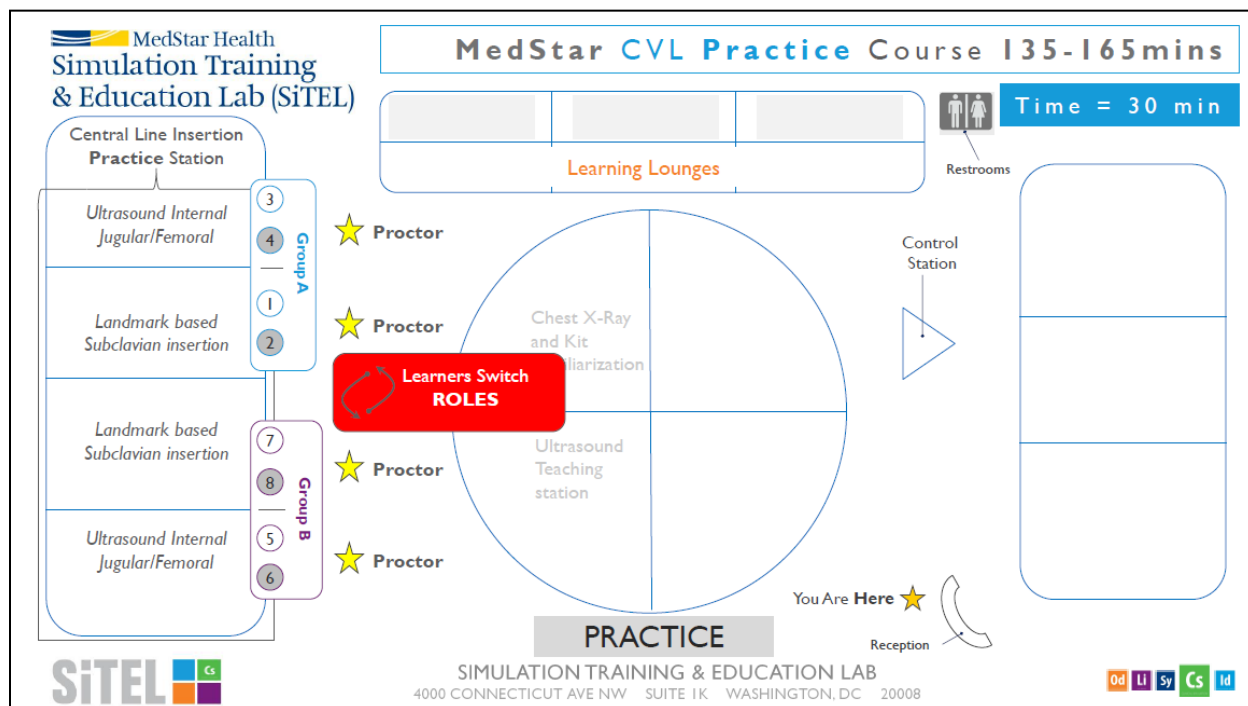 MedStar Health
Simulation Training
& Education Lab (SiTEL)
MedStar CVL Practice Course 135-165mins
Time = 30 min
Restrooms
Learning Lounges
Central Line Insertion
Practice Station
Ultrasound Internal
Jugular/Femoral
Landmark based
Subclavian insertion
Landmark based
Subclavian insertion
Ultrasound Internal
Jugular/Femoral
3
4
1
2
Group A
7
8
5
6
Group B
Proctor
Proctor
Learners Switch
ROLES
Proctor
Proctor
Chest X-Ray
and Kit
iliarization
Ultrasound
Teaching
station
Control
Station
You Are Here
Reception
PRACTICE
SiTEL Cs
SIMULATION TRAINING & EDUCATION LAB
4000 CONNECTICUT AVE NW SUITE 1K WASHINGTON, DC 20008
Od Li Sy Cs Id